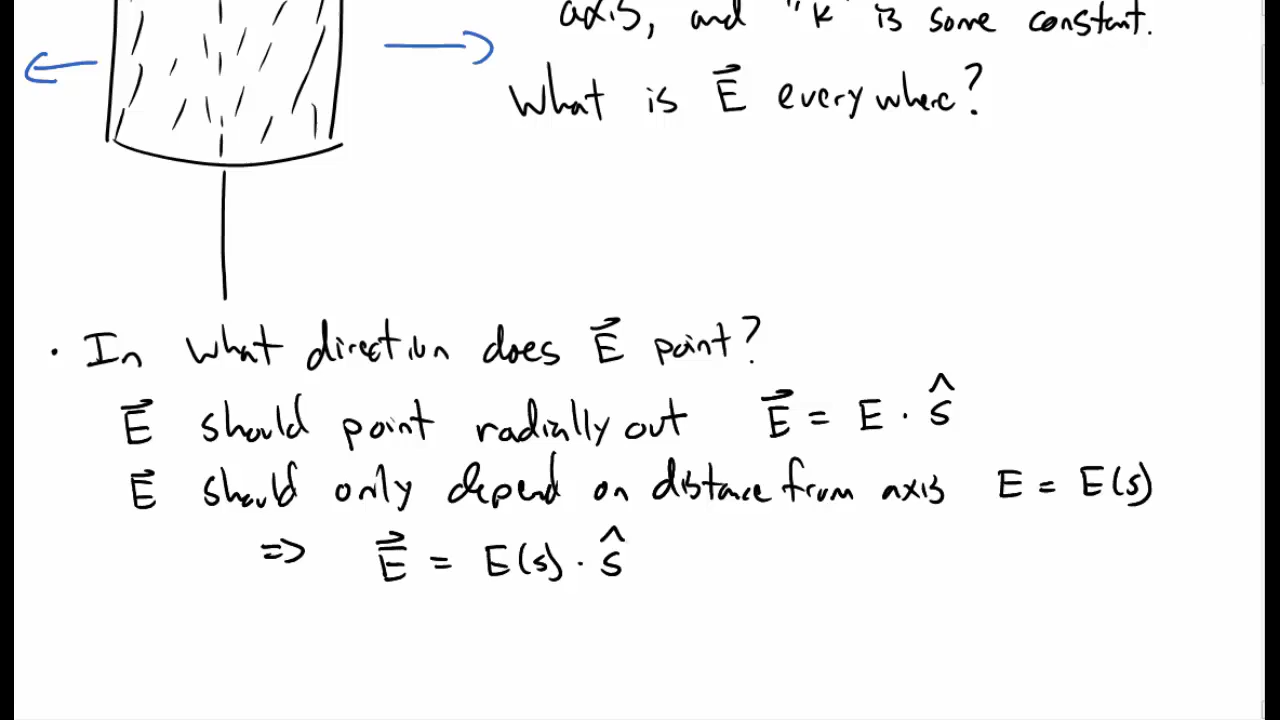 axis, and "k" is some constant.
What is E⃗ everywhere?
· In what direction does E⃗ point?
E⃗ should point radially out E⃗ = E · ŝ
E⃗ should only depend on distance from axis E = E(s)
=> E⃗ = E(s) · ŝ